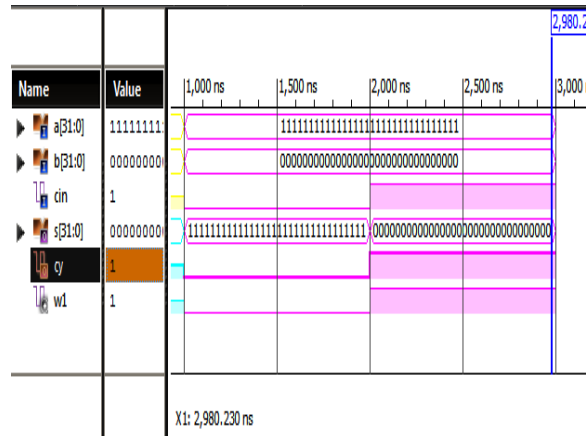 2,980.2
Name Value 1,000 ns 1,500 ns 2,000 ns 2,500 ns 3,000
a[31:0] 11111111 11111111111111111111111111111111
b[31:0] 00000000 00000000000000000000000000000000
cin 1
s[31:0] 00000000 11111111111111111111111111111111 00000000000000000000000000000000
cy 1
w1 1
X1: 2,980.230 ns